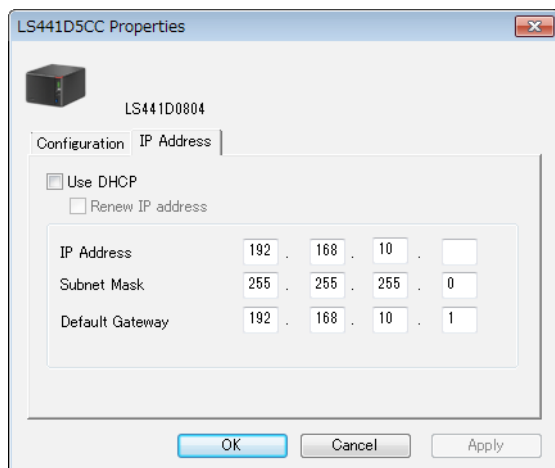 LS441D5CC Properties
LS441D0804
Configuration IP Address
Use DHCP
Renew IP address
IP Address 192 . 168 . 10 .
Subnet Mask 255 . 255 . 255 . 0
Default Gateway 192 . 168 . 10 . 1
OK Cancel Apply